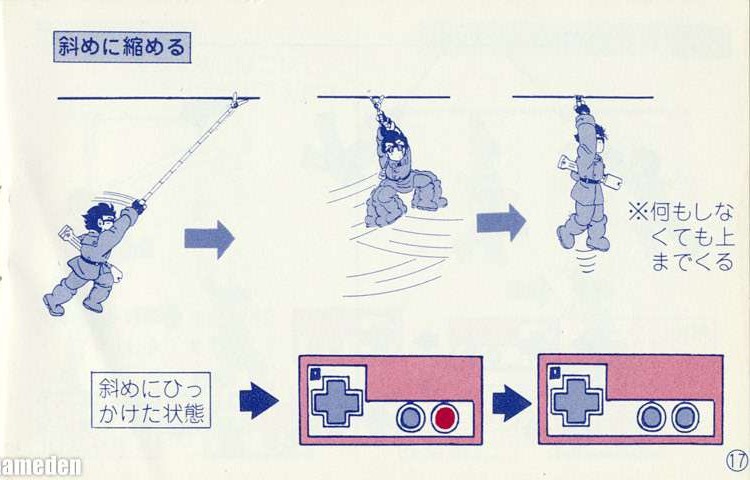 斜めに縮める
※何もしな
くても上
までくる
斜めにひっ
かけた状態
17
ameden